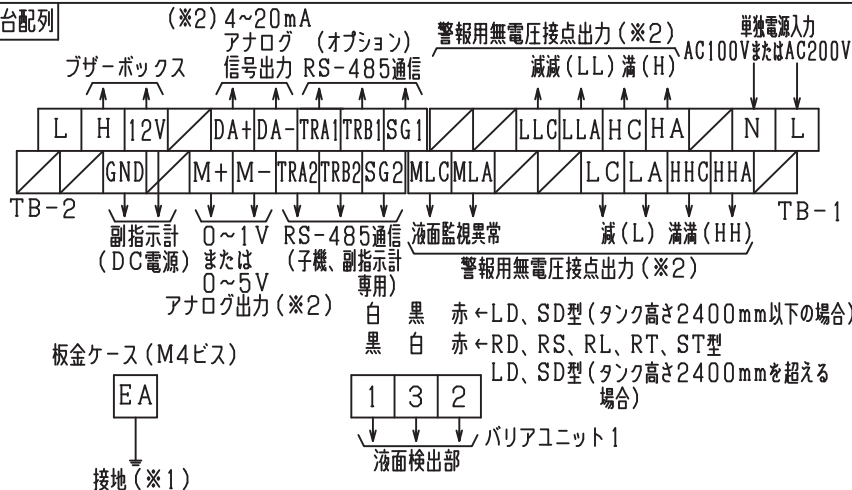 台配列
(※2) 4~20mA
アナログ
信号出力
(オプション)
RS-485通信
警報用無電圧接点出力(※2)
減減(LL) 満(H)
単独電源入力
AC100VまたはAC200V
ブザーボックス
L H 12V DA+ DA- TRA1 TRB1 SG1 LLC LLA HC HA N L
GND M+ M- TRA2 TRB2 SG2 MLC MLA LC LA HHC HHA
TB-2
TB-1
副指示計
(DC電源)
0~1V
または
0~5V
アナログ出力(※2)
RS-485通信
(子機、副指示計
専用)
液面監視異常
減(L) 満満(HH)
警報用無電圧接点出力(※2)
白 黒 赤←LD、SD型(タンク高さ2400mm以下の場合)
黒 白 赤←RD、RS、RL、RT、ST型
LD、SD型(タンク高さ2400mmを超える
場合)
板金ケース(M4ビス)
EA
接地(※1)
1 3 2
バリアユニット1
液面検出部